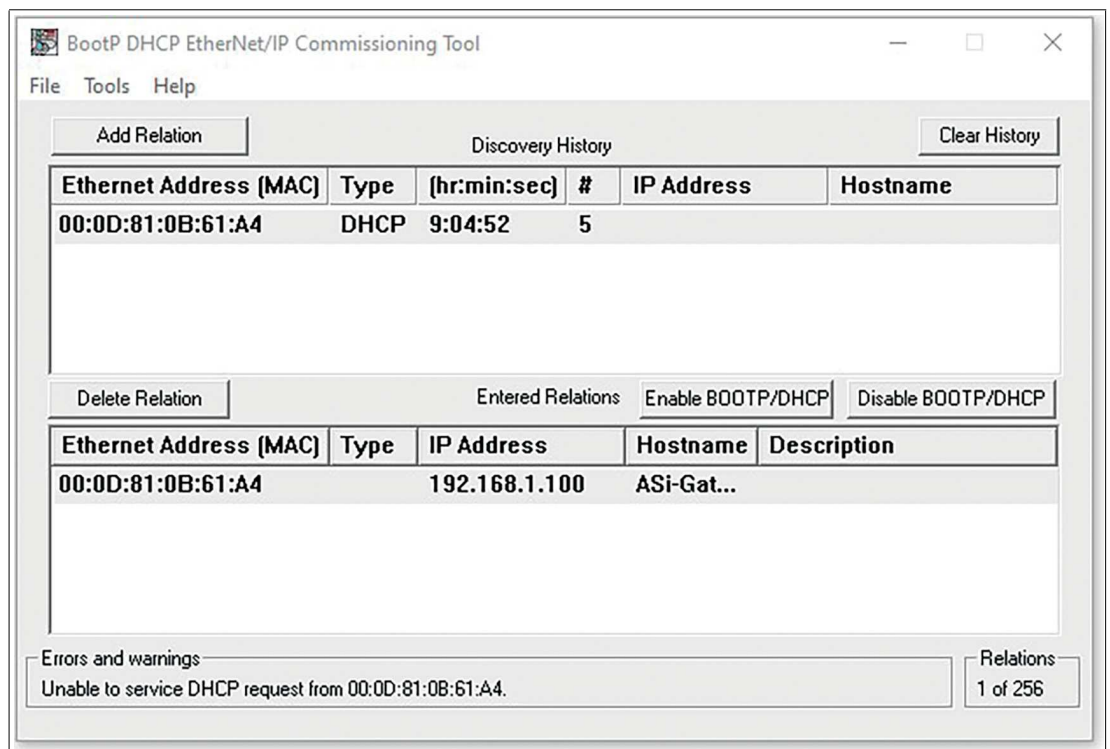 BootP DHCP EtherNet/IP Commissioning Tool
File Tools Help
Add Relation Discovery History Clear History
Ethernet Address (MAC) Type (hr:min:sec) # IP Address Hostname
00:0D:81:0B:61:A4 DHCP 9:04:52 5
Delete Relation Entered Relations Enable BOOTP/DHCP Disable BOOTP/DHCP
Ethernet Address (MAC) Type IP Address Hostname Description
00:0D:81:0B:61:A4 192.168.1.100 ASi-Gat...
Errors and warnings Relations
Unable to service DHCP request from 00:0D:81:0B:61:A4. 1 of 256